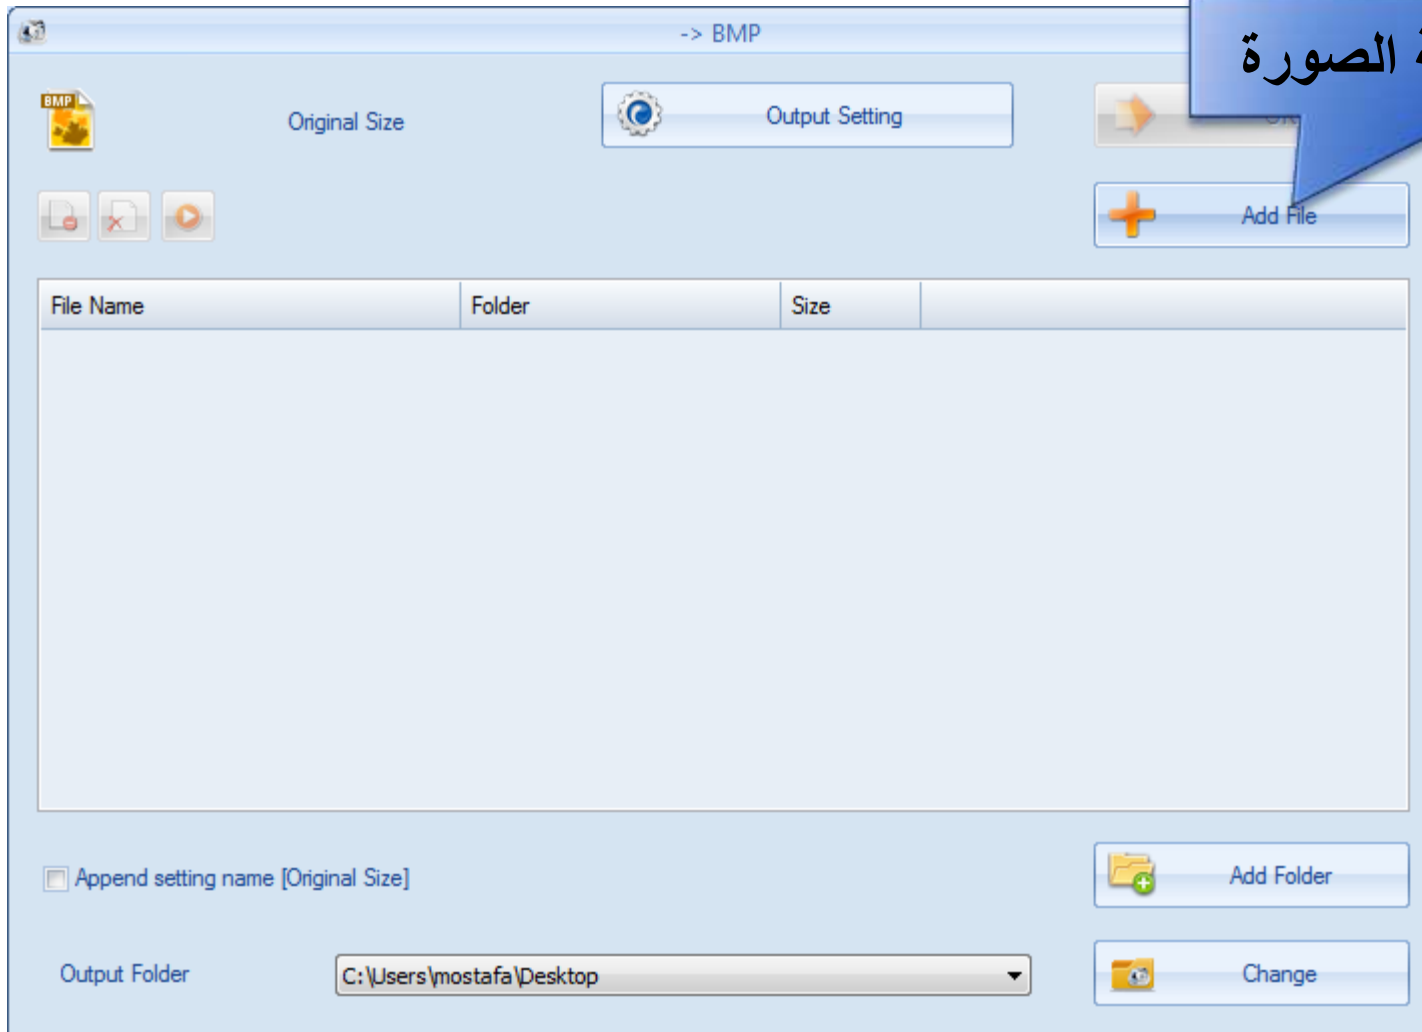 -> BMP
الصورة
BMP
Original Size
Output Setting
Add File
File Name
Folder
Size
Append setting name [Original Size]
Add Folder
Output Folder
C:\Users\mostafa\Desktop
Change